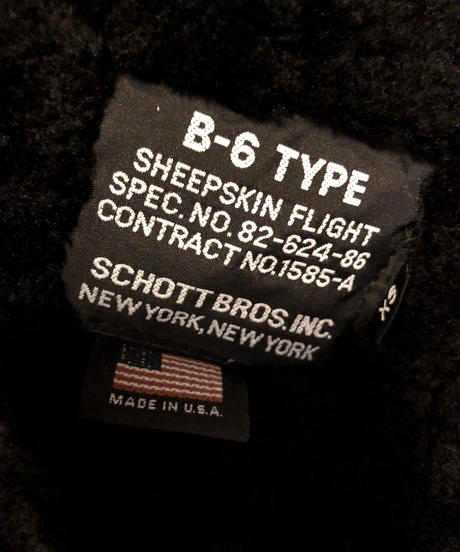 B-6 TYPE
SHEEPSKIN FLIGHT
SPEC. NO. 82-624-86
CONTRACT NO.1585-A
SCHOTT BROS. INC.
NEW YORK, NEW YORK
MADE IN U.S.A.